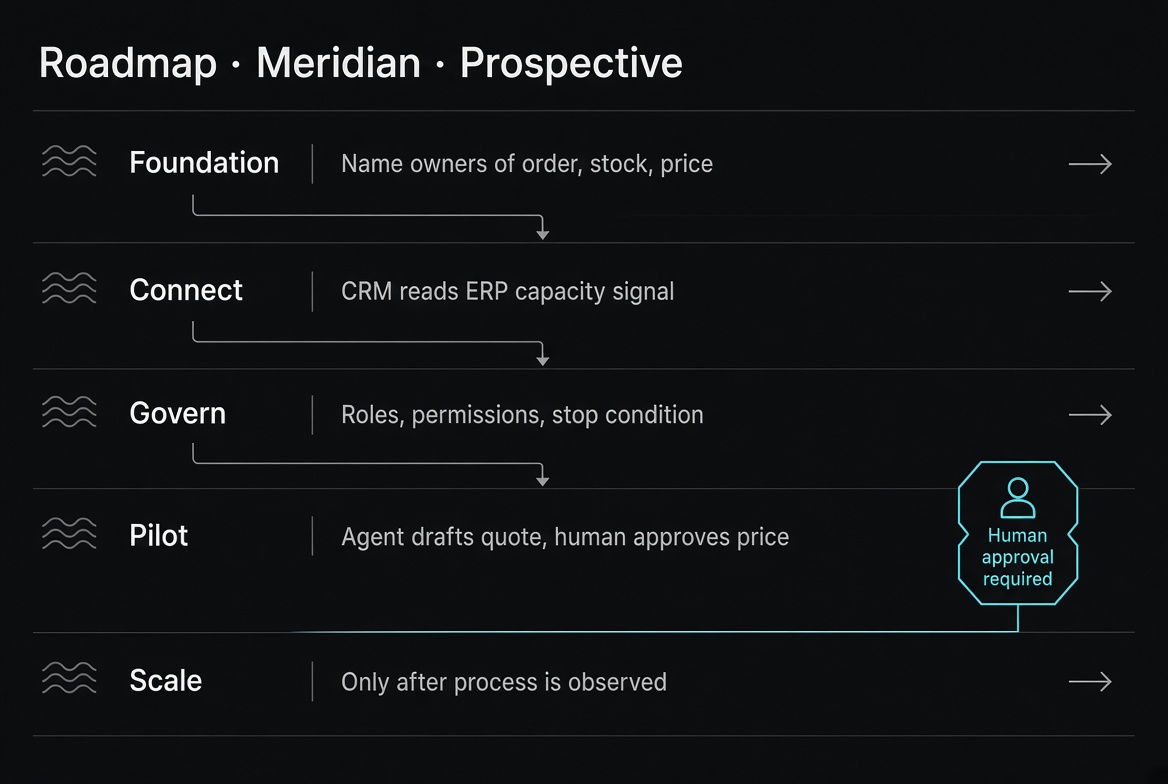 Roadmap · Meridian · Prospective
Foundation
Name owners of order, stock, price
Connect
CRM reads ERP capacity signal
Govern
Roles, permissions, stop condition
Pilot
Agent drafts quote, human approves price
Human
approval
required
Scale
Only after process is observed